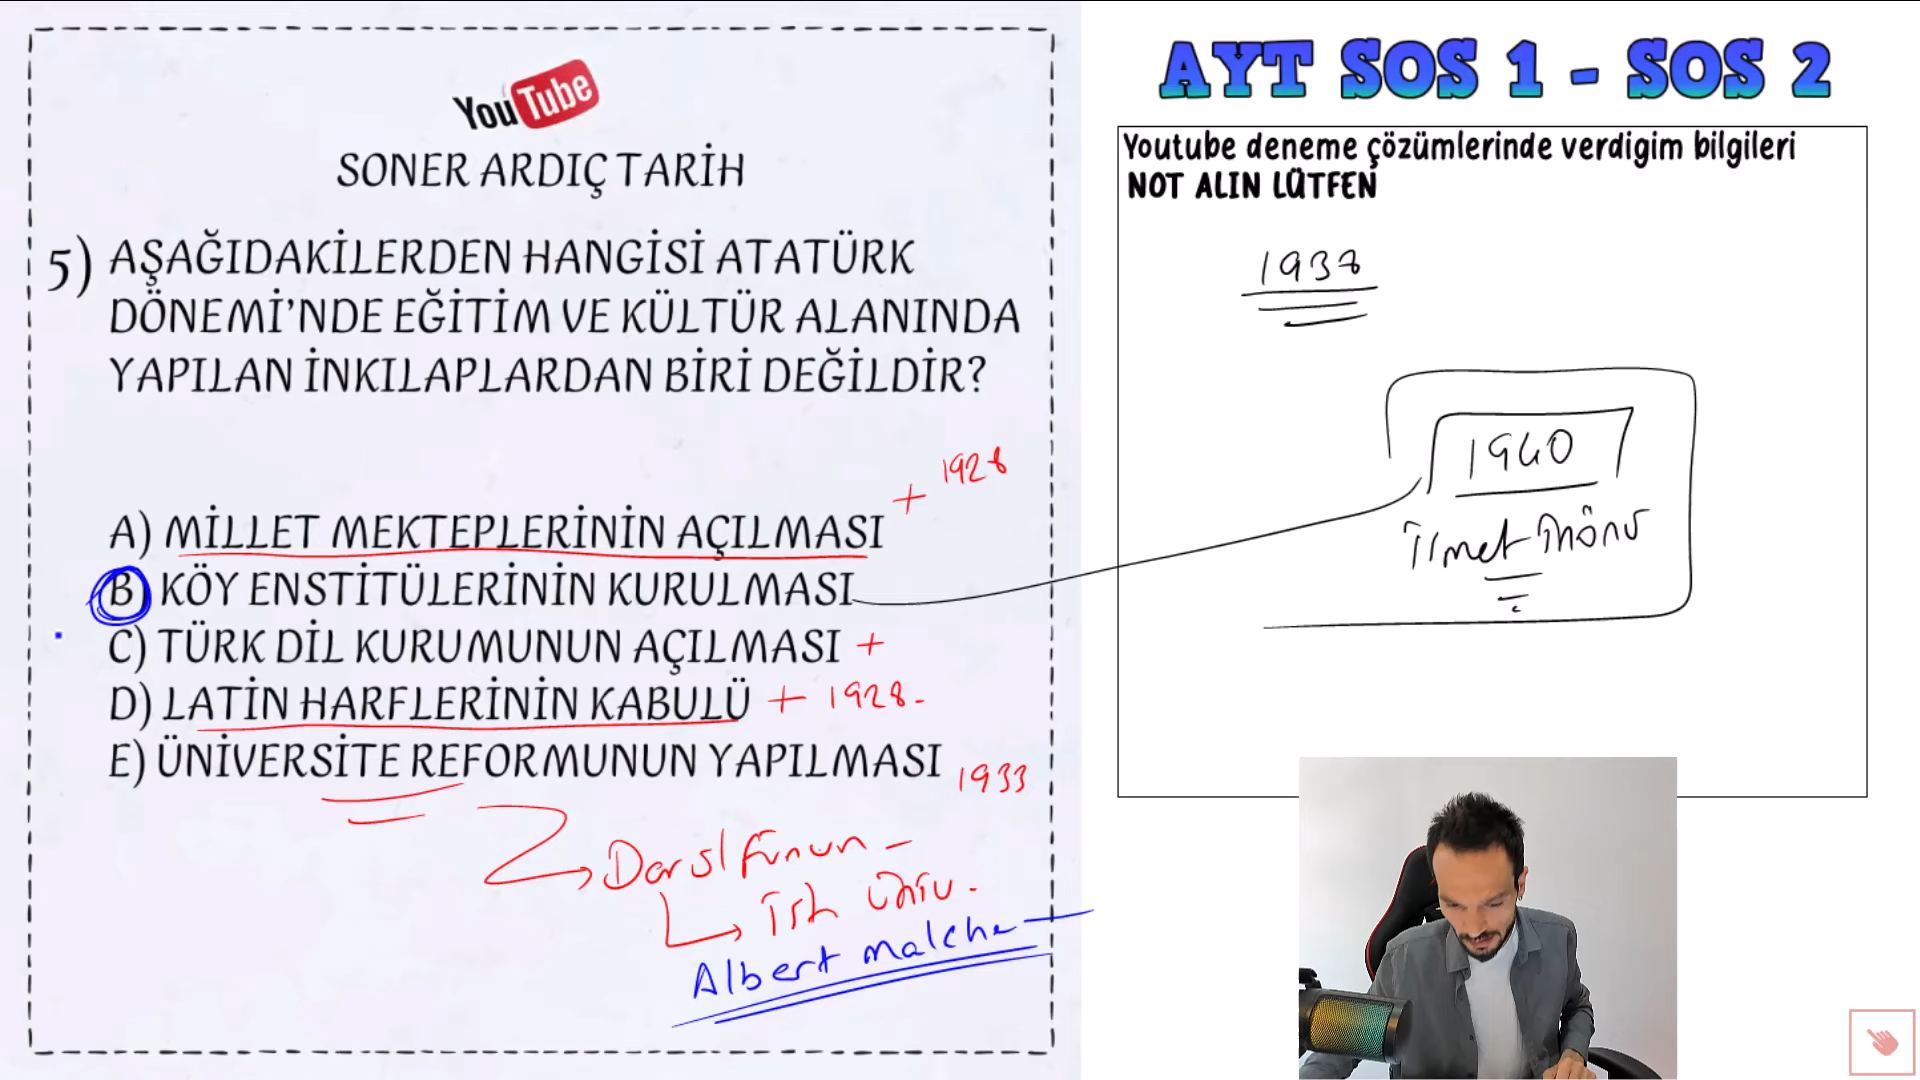 YouTube
SONER ARDIÇ TARİH
5) AŞAĞIDAKİLERDEN HANGİSİ ATATÜRK
DÖNEMİ'NDE EĞİTİM VE KÜLTÜR ALANINDA
YAPILAN İNKILAPLARDAN BİRİ DEĞİLDİR?
1928
A) MİLLET MEKTEPLERİNİN AÇILMASI +
B) KÖY ENSTİTÜLERİNİN KURULMASI
C) TÜRK DİL KURUMUNUN AÇILMASI +
D) LATİN HARFLERİNİN KABULÜ + 1928-
E) ÜNİVERSİTE REFORMUNUN YAPILMASI 1933
Darülfünun -
İst üniv.
Albert malche
AYT SOS 1 - SOS 2
Youtube deneme çözümlerinde verdigim bilgileri
NOT ALIN LÜTFEN
1938
1940
İsmet İnönü